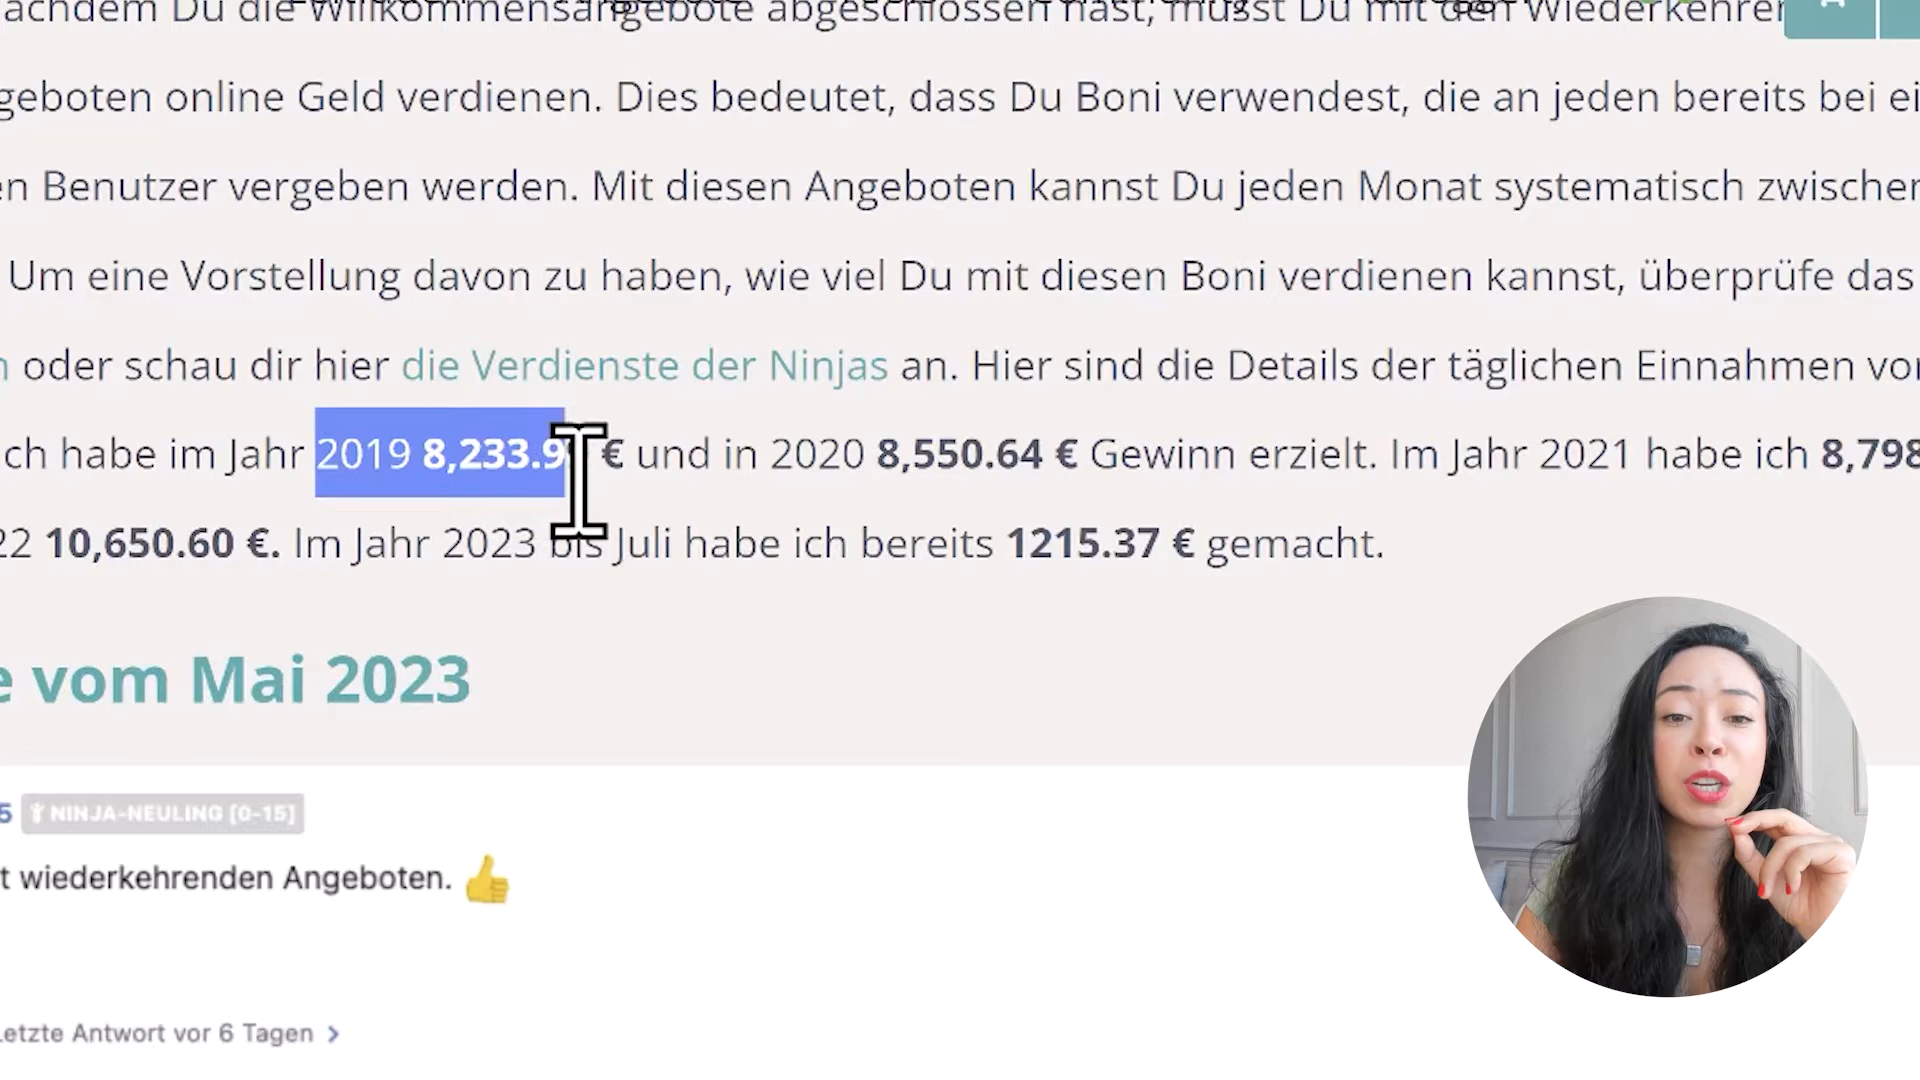 achdem Du die Willkommensangebote abgeschlossen hast, musst Du mit den Wiederkehren
geboten online Geld verdienen. Dies bedeutet, dass Du Boni verwendest, die an jeden bereits bei ei
en Benutzer vergeben werden. Mit diesen Angeboten kannst Du jeden Monat systematisch zwischen
Um eine Vorstellung davon zu haben, wie viel Du mit diesen Boni verdienen kannst, überprüfe das
n oder schau dir hier die Verdienste der Ninjas an. Hier sind die Details der täglichen Einnahmen vo
ch habe im Jahr 2019 8,233.9 € und in 2020 8,550.64 € Gewinn erzielt. Im Jahr 2021 habe ich 8,798
22 10,650.60 €. Im Jahr 2023 bis Juli habe ich bereits 1215.37 € gemacht.
e vom Mai 2023
5 NINJA-NEULING [0-15]
t wiederkehrenden Angeboten. 👍
Letzte Antwort vor 6 Tagen >